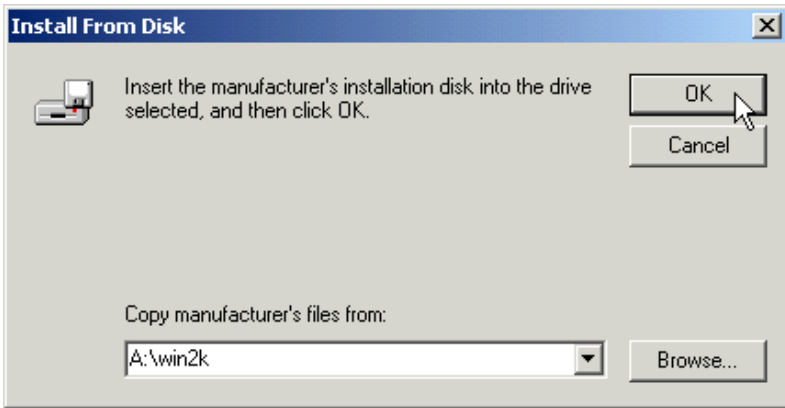 Install From Disk
Insert the manufacturer's installation disk into the drive
selected, and then click OK.
OK
Cancel
Copy manufacturer's files from:
A:\win2k
Browse...